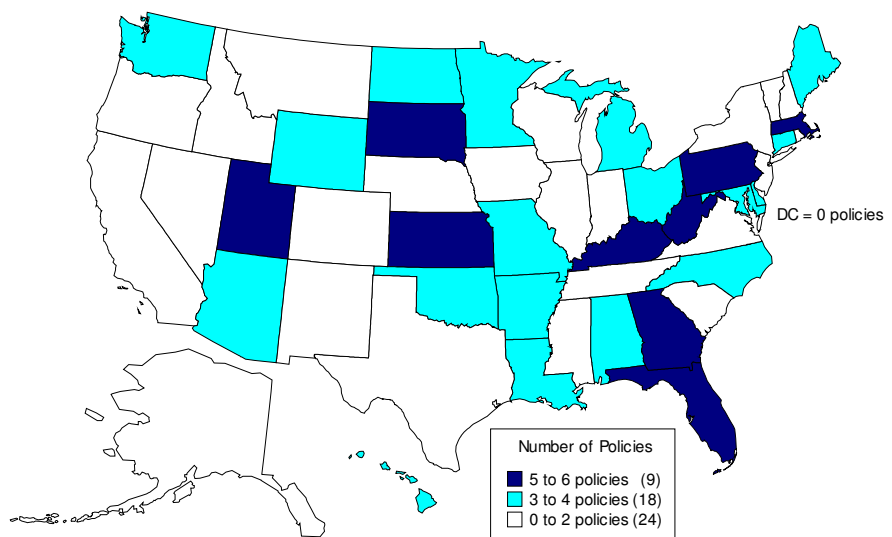 DC = 0 policies
Number of Policies
5 to 6 policies (9)
3 to 4 policies (18)
0 to 2 policies (24)